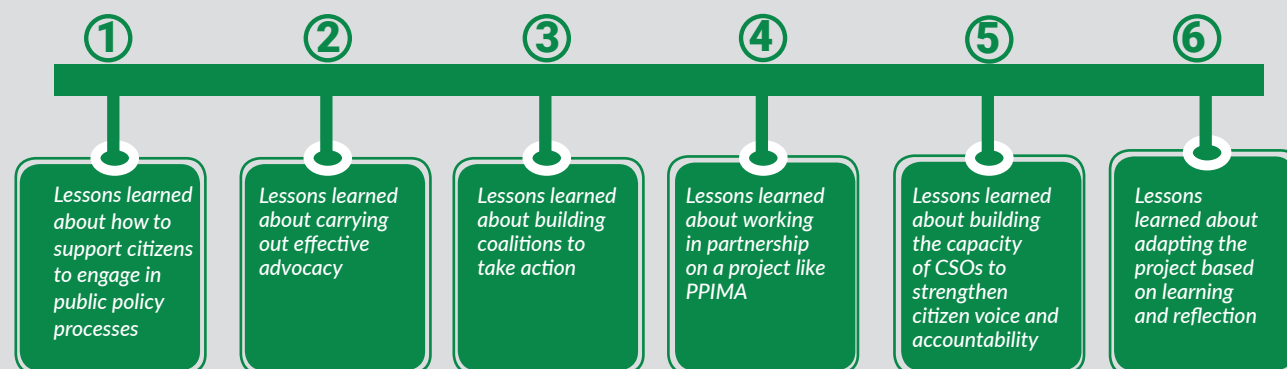 1
Lessons learned
about how to
support citizens
to engage in
public policy
processes
2
Lessons learned
about carrying
out effective
advocacy
3
Lessons learned
about building
coalitions to
take action
4
Lessons learned
about working
in partnership
on a project like
PPIMA
5
Lessons learned
about building
the capacity
of CSOs to
strengthen
citizen voice and
accountability
6
Lessons
learned about
adapting the
project based
on learning
and reflection